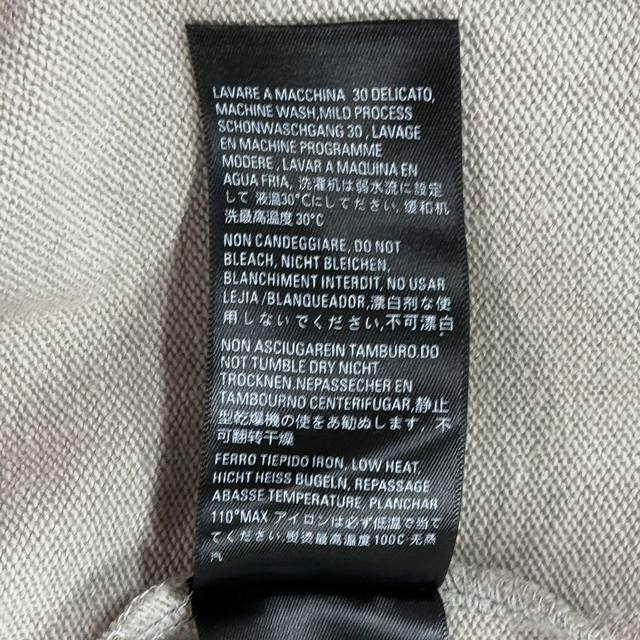 LAVARE A MACCHINA 30 DELICATO,
MACHINE WASH,MILD PROCESS
SCHONWASCHGANG 30 , LAVAGE
EN MACHINE PROGRAMME
MODERE, LAVAR A MAQUINA EN
AGUA FRIA, 洗濯机は弱水流に設定
して 液温30℃にしてください, 缓和机
洗最高温度 30℃
NON CANDEGGIARE, DO NOT
BLEACH, NICHT BLEICHEN,
BLANCHIMENT INTERDIT, NO USAR
LEJIA /BLANQUEADOR,漂白剤な使
用しないでください,不可漂白
NON ASCIUGAREIN TAMBURO.DO
NOT TUMBLE DRY NICHT
TROCKNEN.NEPASSECHER EN
TAMBOURNO CENTERIFUGAR,静止
型乾燥機の使をあ勧ぬします, 不
可翻转干燥
FERRO TIEPIDO IRON, LOW HEAT,
HICHT HEISS BUGELN, REPASSAGE
ABASSE TEMPERATURE, PLANCHAR
110°MAX アイロンは必ず低温で当て
てください,熨燙最高温度100C 无蒸
汽